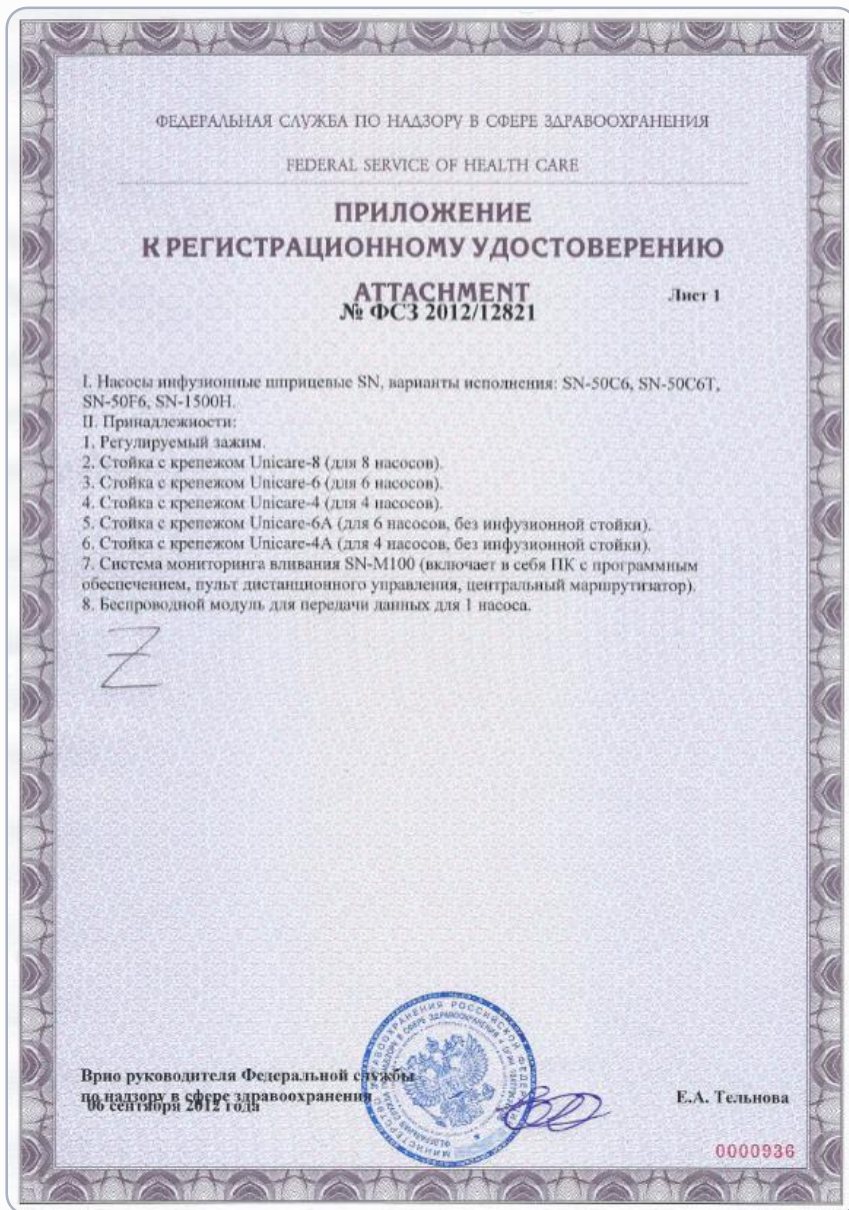 ФЕДЕРАЛЬНАЯ СЛУЖБА ПО НАДЗОРУ В СФЕРЕ ЗДРАВООХРАНЕНИЯ
FEDERAL SERVICE OF HEALTH CARE
ПРИЛОЖЕНИЕ
К РЕГИСТРАЦИОННОМУ УДОСТОВЕРЕНИЮ
ATTACHMENT
Лист 1
№ ФСЗ 2012/12821
I. Насосы инфузионные шприцевые SN, варианты исполнения: SN-50C6, SN-50C6T,
SN-50F6, SN-1500H.
II. Принадлежности:
1. Регулируемый зажим.
2. Стойка с крепежом Unicare-8 (для 8 насосов).
3. Стойка с крепежом Unicare-6 (для 6 насосов).
4. Стойка с крепежом Unicare-4 (для 4 насосов).
5. Стойка с крепежом Unicare-6A (для 6 насосов, без инфузионной стойки).
6. Стойка с крепежом Unicare-4A (для 4 насосов, без инфузионной стойки).
7. Система мониторинга вливания SN-M100 (включает в себя ПК с программным
обеспечением, пульт дистанционного управления, центральный маршрутизатор).
8. Беспроводной модуль для передачи данных для 1 насоса.
Врио руководителя Федеральной службы
по надзору в сфере здравоохранения
06 сентября 2012 года
Е.А. Тельнова
0000936